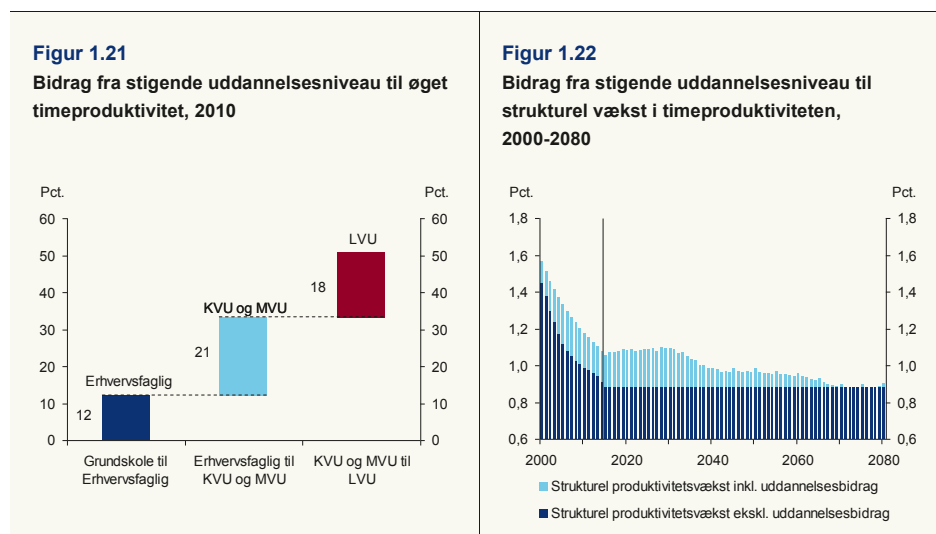 Figur 1.21
Bidrag fra stigende uddannelsesniveau til øget
timeproduktivitet, 2010
Pct. Pct.
60 60
50 50
40 40
30 30
20 20
10 10
0 0
LVU
18
KVU og MVU
21
Erhvervsfaglig
12
Grundskole til
Erhvervsfaglig
Erhvervsfaglig til
KVU og MVU
KVU og MVU til
LVU
Figur 1.22
Bidrag fra stigende uddannelsesniveau til
strukturel vækst i timeproduktiviteten,
2000-2080
Pct. Pct.
1,8 1,8
1,6 1,6
1,4 1,4
1,2 1,2
1,0 1,0
0,8 0,8
0,6 0,6
2000 2020 2040 2060 2080
Strukturel produktivitetsvækst inkl. uddannelsesbidrag
Strukturel produktivitetsvækst ekskl. uddannelsesbidrag